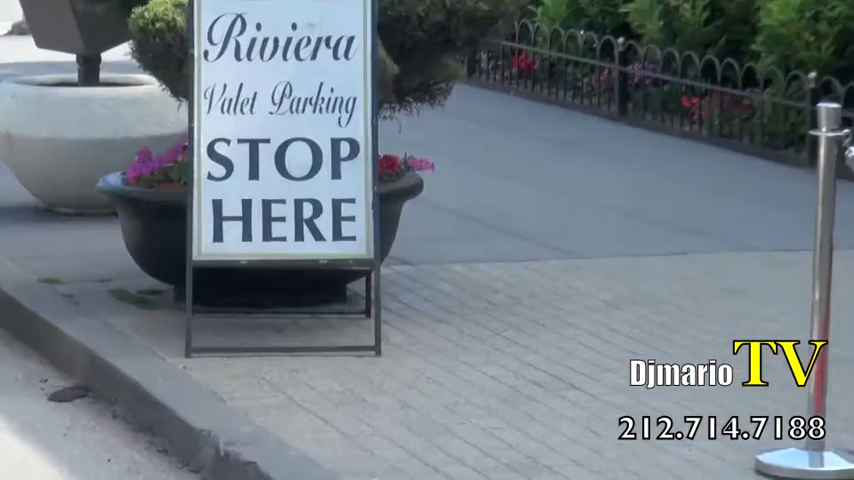 Riviera
Valet Parking
STOP
HERE
Djmario TV
212.714.7188